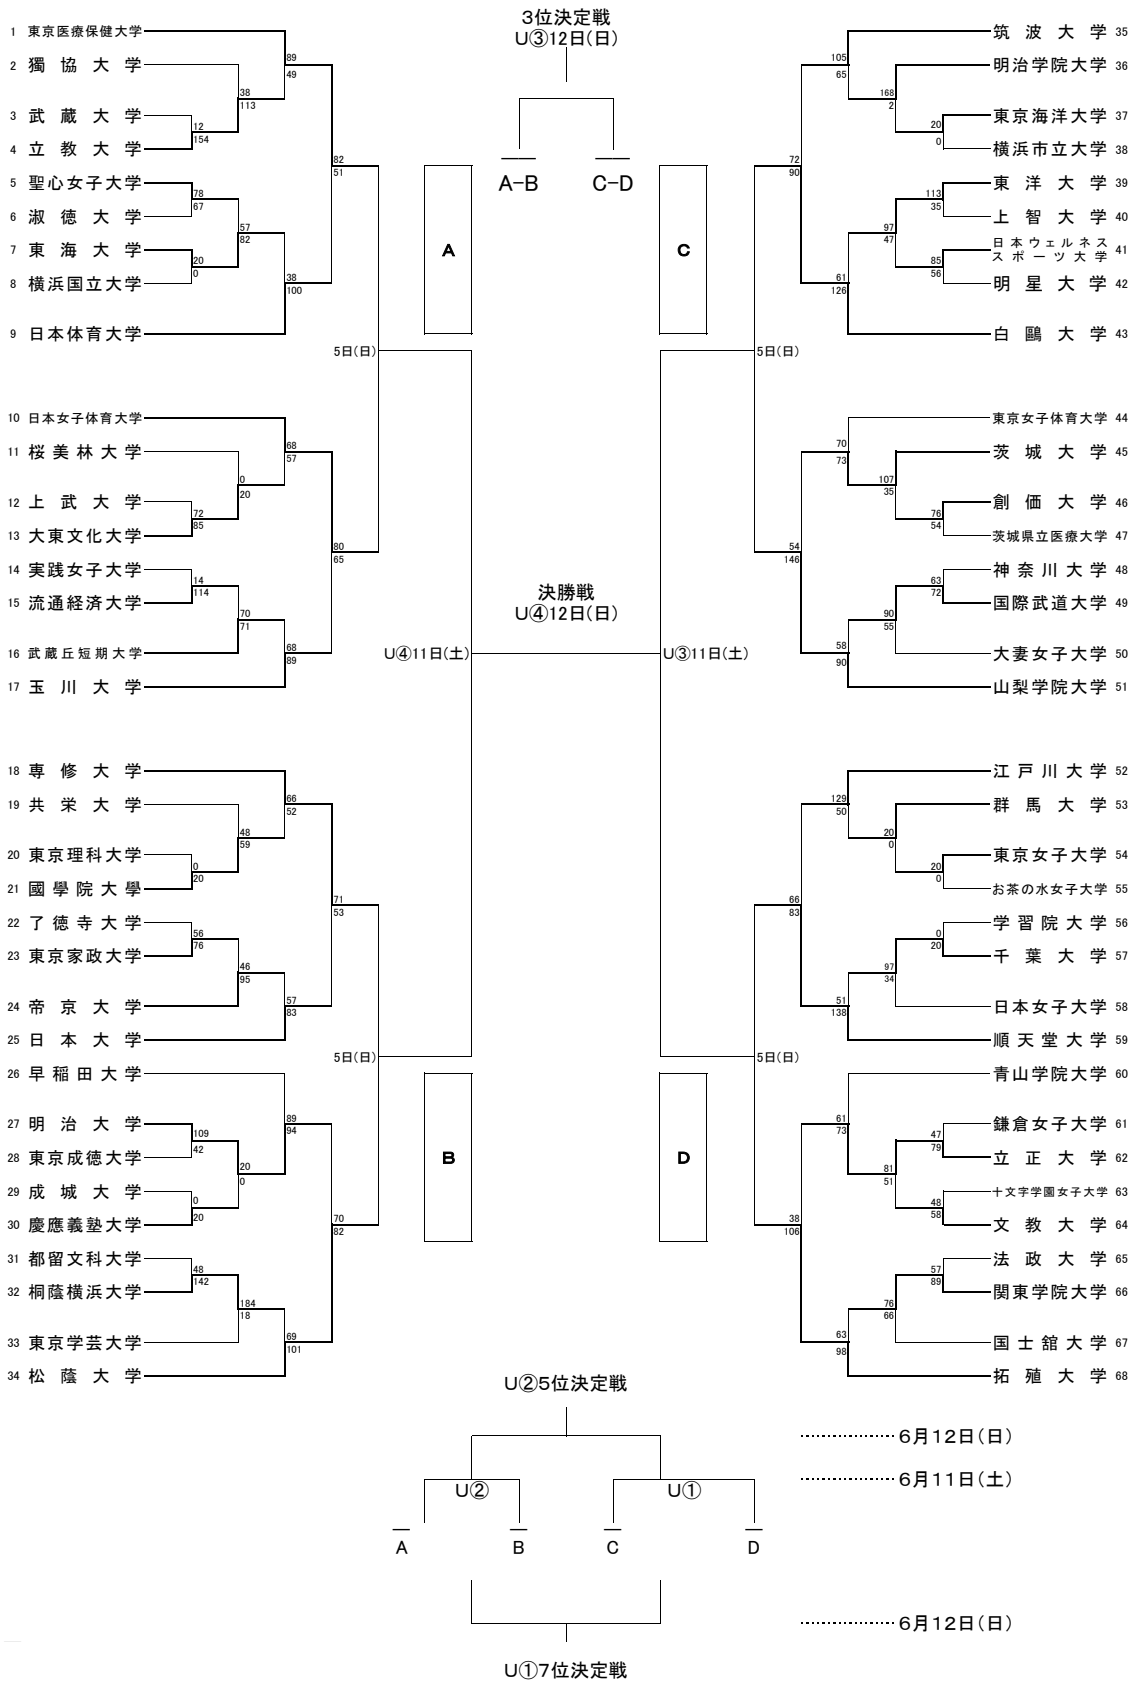 3位決定戦
U③12日(日)
A-B
C-D
1 東京医療保健大学
89
49
2 獨協大学
38
113
3 武蔵大学
12
154
4 立教大学
82
51
5 聖心女子大学
78
67
6 淑徳大学
57
82
7 東海大学
20
0
8 横浜国立大学
38
100
9 日本体育大学
A
5日(日)
10 日本女子体育大学
68
57
11 桜美林大学
0
20
12 上武大学
72
85
13 大東文化大学
80
65
14 実践女子大学
14
114
15 流通経済大学
70
71
16 武蔵丘短期大学
68
89
17 玉川大学
U④11日(土)
18 専修大学
66
52
19 共栄大学
48
59
20 東京理科大学
0
20
21 國學院大學
71
53
22 了徳寺大学
56
76
23 東京家政大学
46
95
24 帝京大学
57
83
25 日本大学
5日(日)
26 早稲田大学
89
94
27 明治大学
109
42
28 東京成徳大学
20
0
29 成城大学
0
20
30 慶應義塾大学
70
82
31 都留文科大学
48
142
32 桐蔭横浜大学
184
18
33 東京学芸大学
69
101
34 松蔭大学
B
決勝戦
U④12日(日)
筑波大学 35
105
65
明治学院大学 36
168
2
東京海洋大学 37
20
0
横浜市立大学 38
72
90
東洋大学 39
113
35
上智大学 40
97
47
日本ウェルネス
スポーツ大学 41
85
56
明星大学 42
61
126
白鷗大学 43
C
5日(日)
東京女子体育大学 44
70
73
茨城大学 45
107
35
創価大学 46
76
54
茨城県立医療大学 47
54
146
神奈川大学 48
63
72
国際武道大学 49
90
55
大妻女子大学 50
58
90
山梨学院大学 51
U③11日(土)
江戸川大学 52
129
50
群馬大学 53
20
0
東京女子大学 54
20
0
お茶の水女子大学 55
66
83
学習院大学 56
0
20
千葉大学 57
97
34
日本女子大学 58
51
138
順天堂大学 59
5日(日)
青山学院大学 60
61
73
鎌倉女子大学 61
47
79
立正大学 62
81
51
十文字学園女子大学 63
48
58
文教大学 64
38
106
法政大学 65
57
89
関東学院大学 66
76
66
国士舘大学 67
63
98
拓殖大学 68
D
U②5位決定戦
6月12日(日)
6月11日(土)
U②
U①
A
B
C
D
6月12日(日)
U①7位決定戦